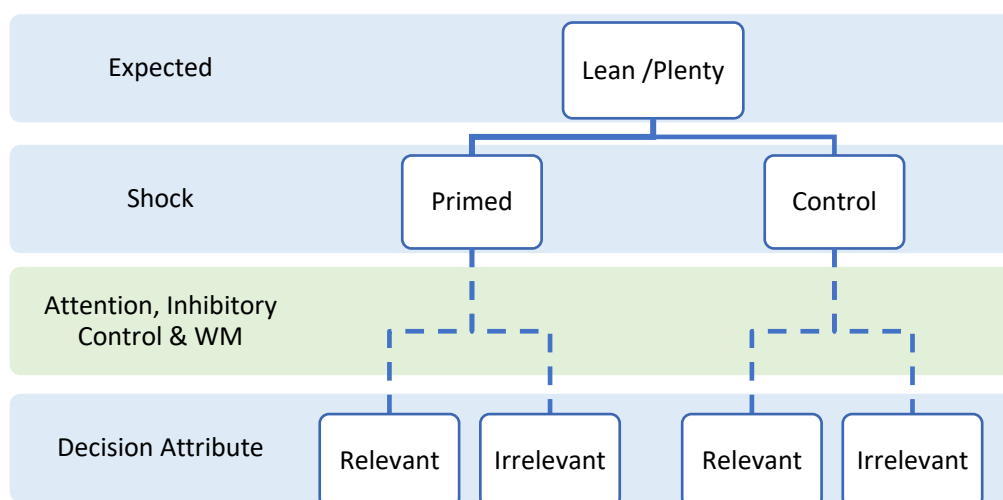 Expected
Lean /Plenty
Shock
Primed
Control
Attention, Inhibitory
Control & WM
Decision Attribute
Relevant
Irrelevant
Relevant
Irrelevant